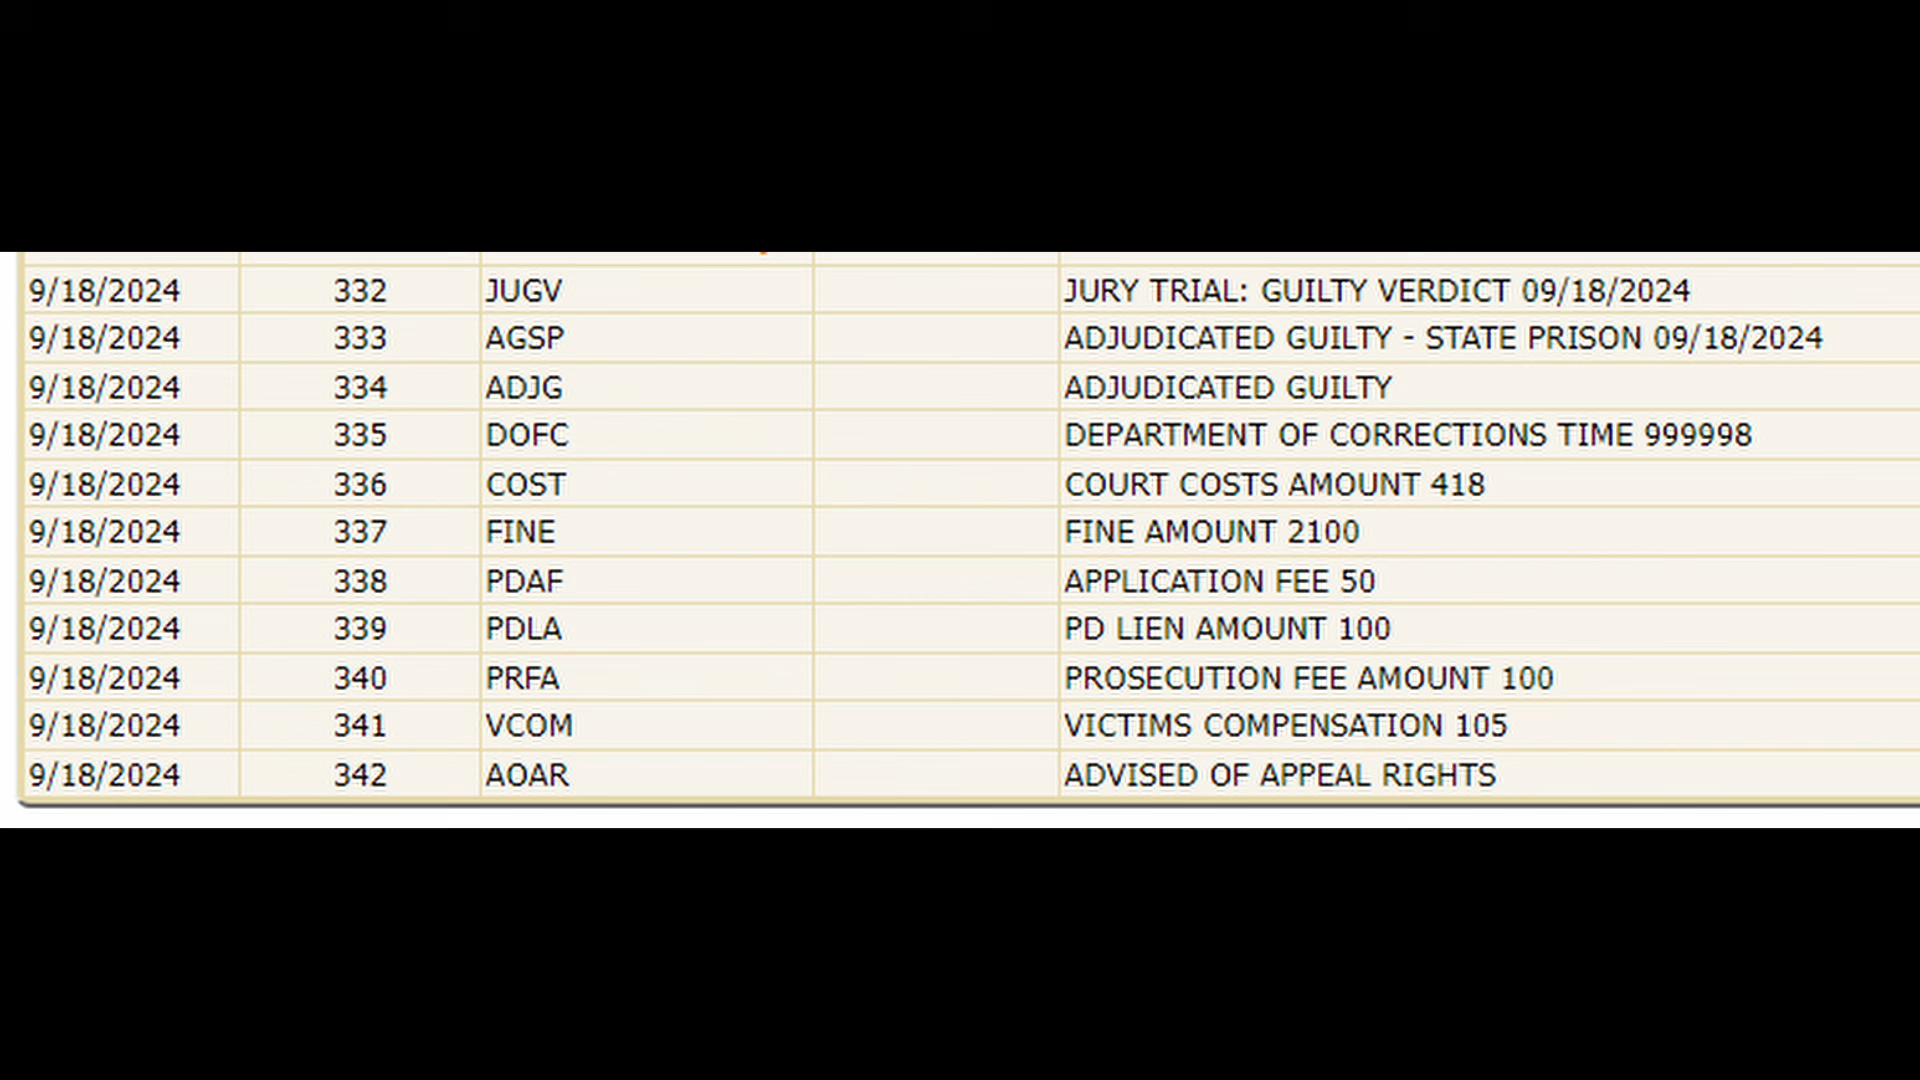 9/18/2024 332 JUGV JURY TRIAL: GUILTY VERDICT 09/18/2024
9/18/2024 333 AGSP ADJUDICATED GUILTY - STATE PRISON 09/18/2024
9/18/2024 334 ADJG ADJUDICATED GUILTY
9/18/2024 335 DOFC DEPARTMENT OF CORRECTIONS TIME 999998
9/18/2024 336 COST COURT COSTS AMOUNT 418
9/18/2024 337 FINE FINE AMOUNT 2100
9/18/2024 338 PDAF APPLICATION FEE 50
9/18/2024 339 PDLA PD LIEN AMOUNT 100
9/18/2024 340 PRFA PROSECUTION FEE AMOUNT 100
9/18/2024 341 VCOM VICTIMS COMPENSATION 105
9/18/2024 342 AOAR ADVISED OF APPEAL RIGHTS